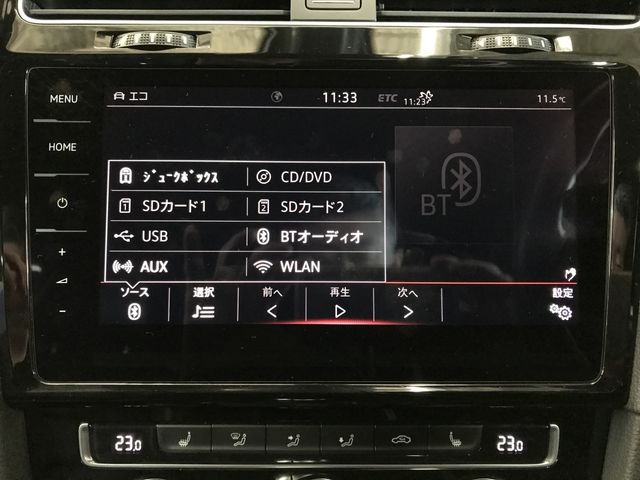 MENU
HOME
エコ 11:33 ETC 11:23 11.5℃
ｼﾞｭｰｸﾎﾞｯｸｽ CD/DVD
SDカード1 SDカード2
USB BTオーディオ
AUX WLAN
BT
ソース 選択 前へ 再生 次へ 設定
23.0 23.0